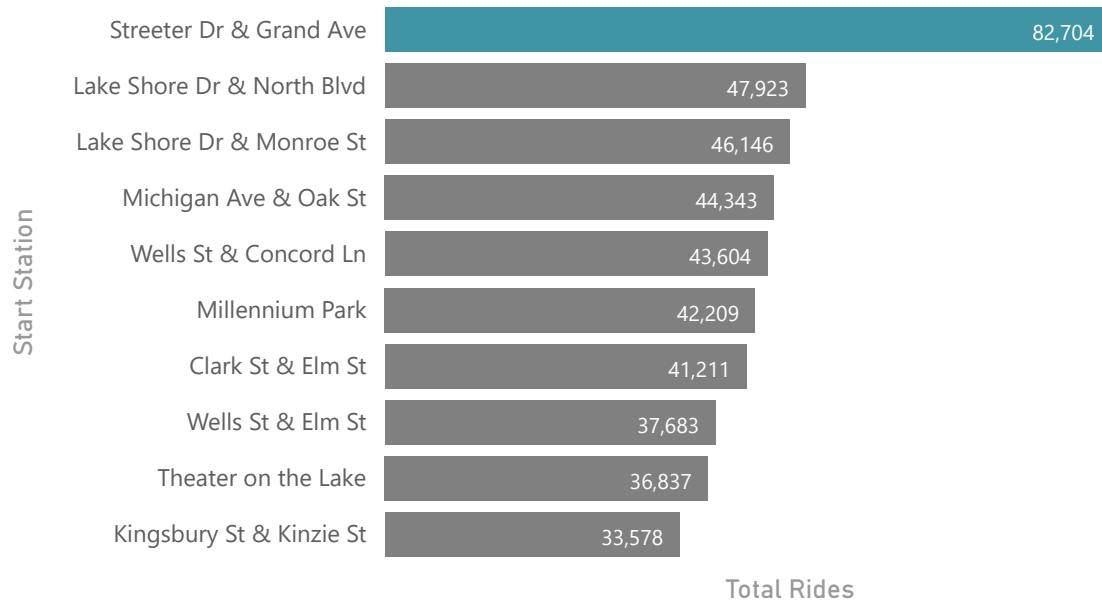 Start Station
Streeter Dr & Grand Ave 82,704
Lake Shore Dr & North Blvd 47,923
Lake Shore Dr & Monroe St 46,146
Michigan Ave & Oak St 44,343
Wells St & Concord Ln 43,604
Millennium Park 42,209
Clark St & Elm St 41,211
Wells St & Elm St 37,683
Theater on the Lake 36,837
Kingsbury St & Kinzie St 33,578
Total Rides